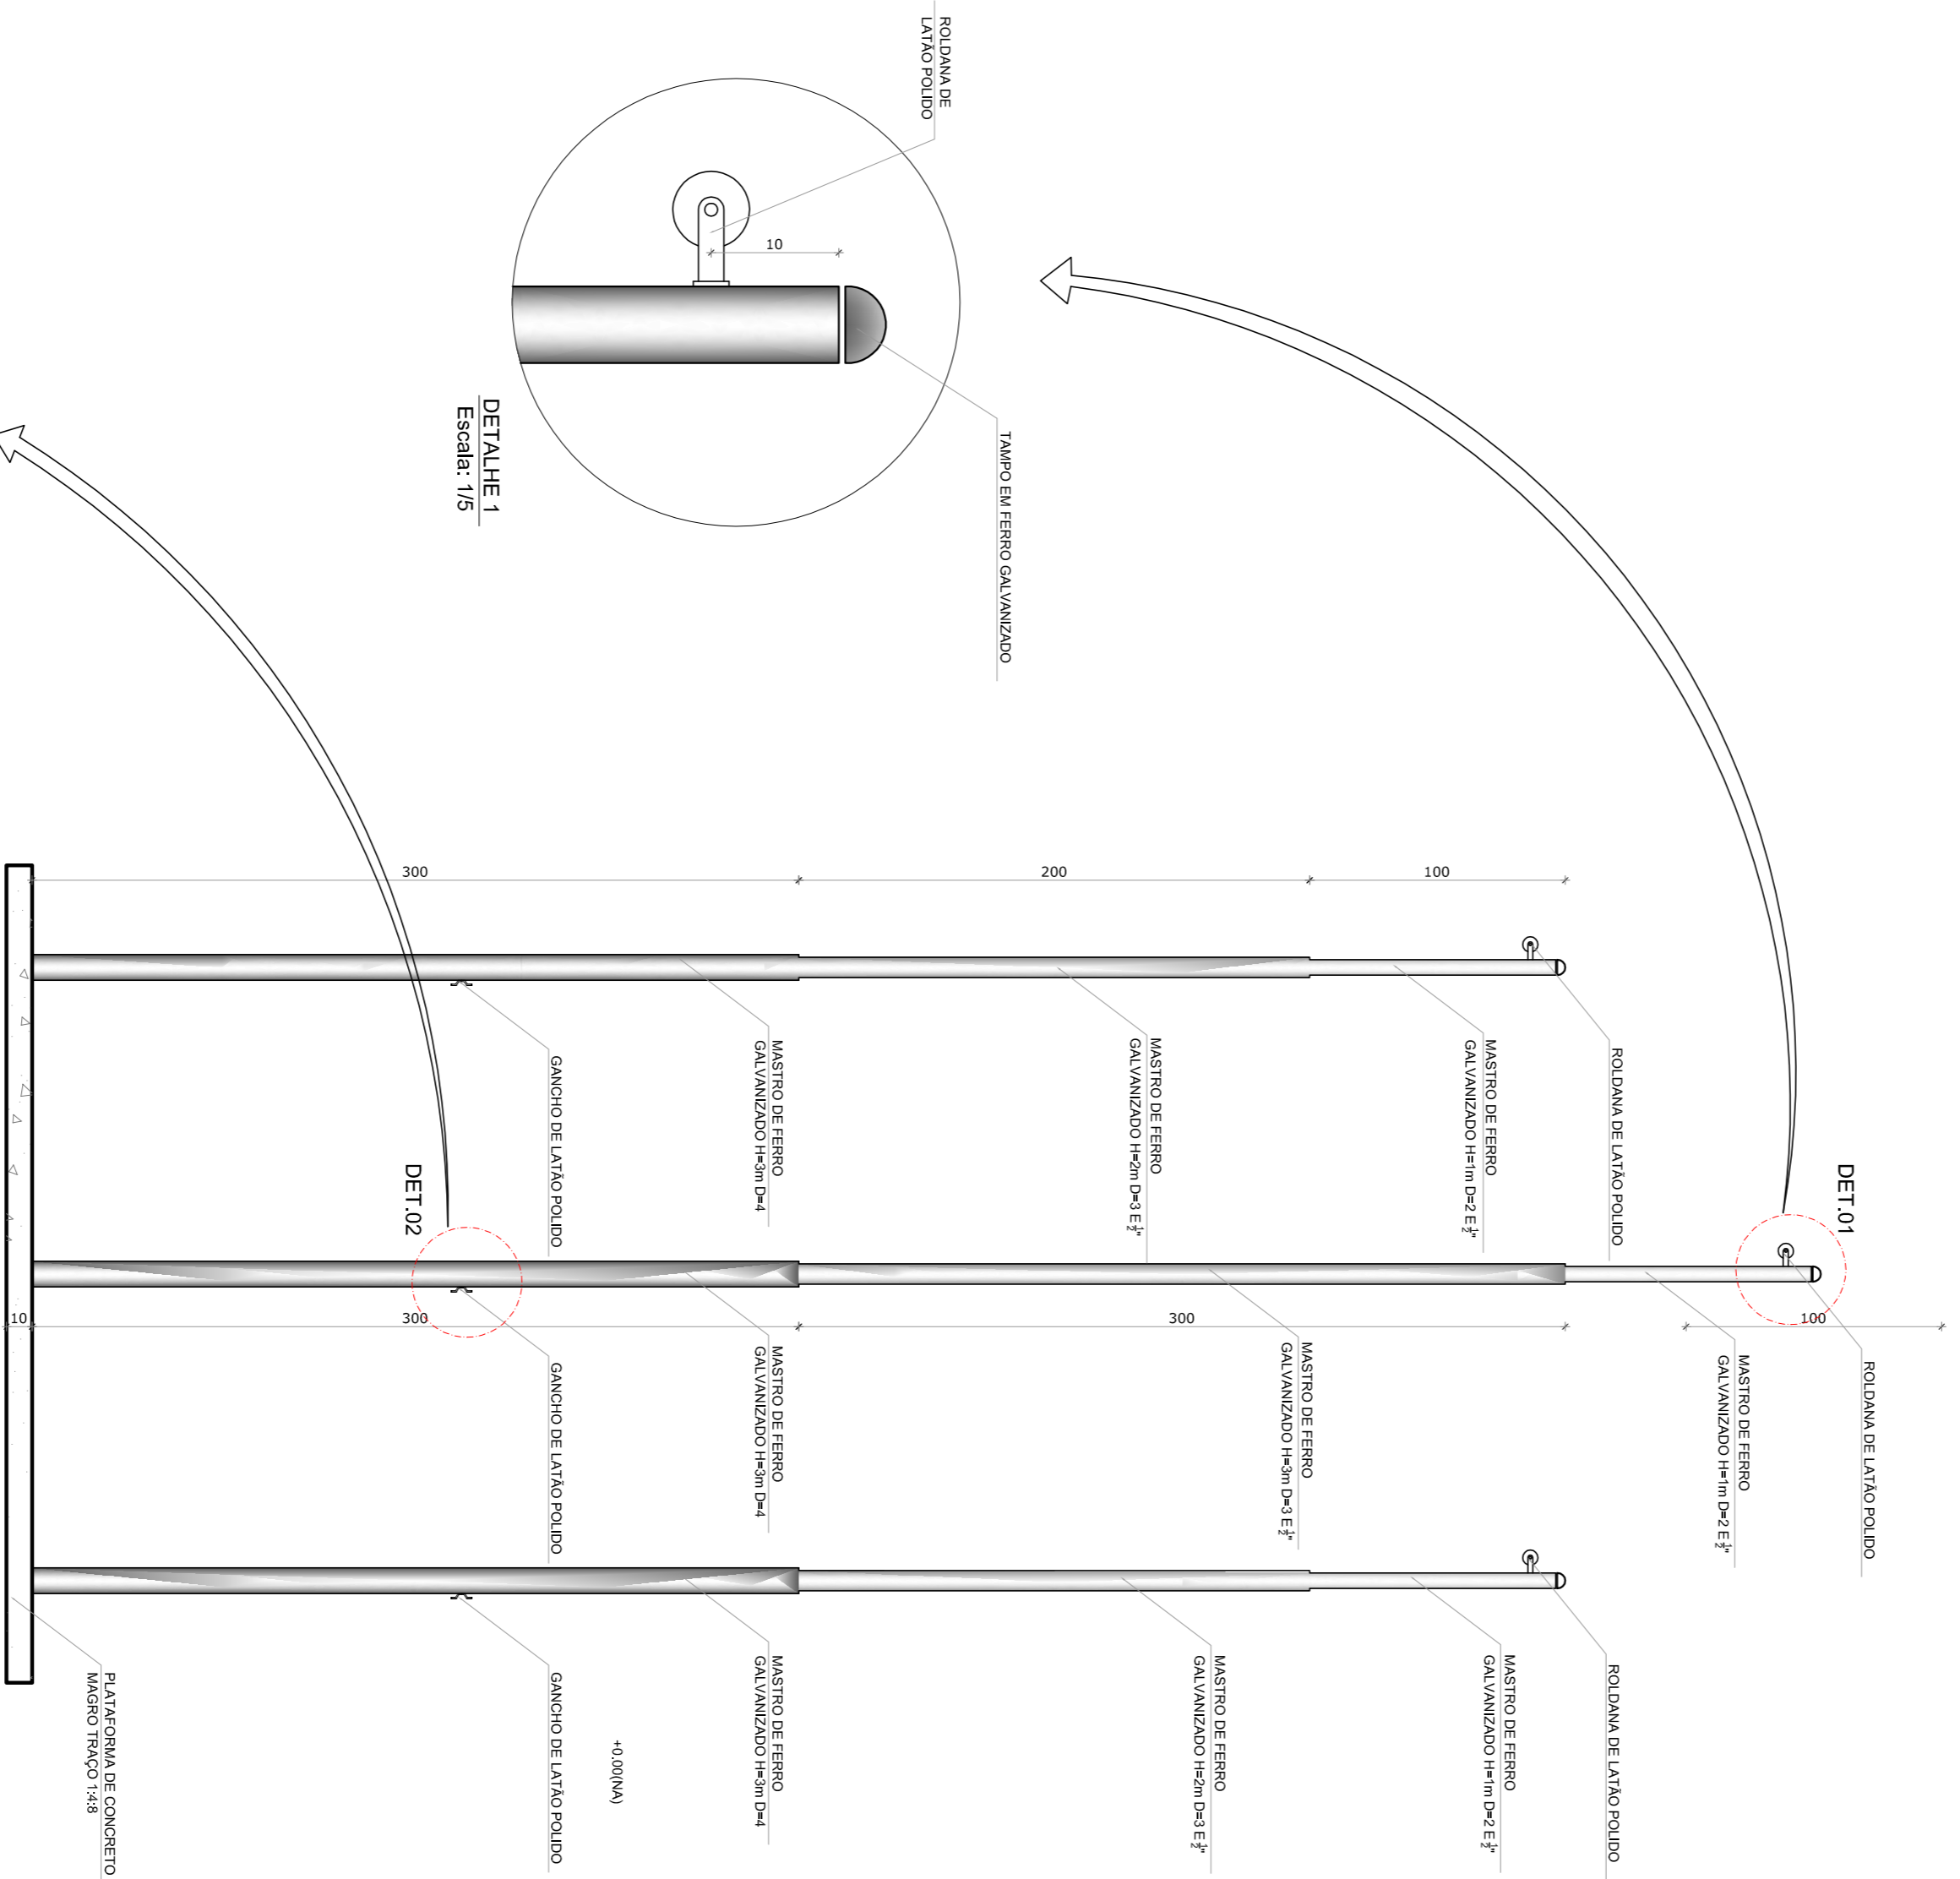 ROLDANA DE
LATÃO POLIDO
10
TAMPO EM FERRO GALVANIZADO
DETALHE 1
Escala: 1/5
DET.01
DET.02
300
200
100
ROLDANA DE LATÃO POLIDO
MASTRO DE FERRO
GALVANIZADO H=1m D=2 E 1/2"
MASTRO DE FERRO
GALVANIZADO H=2m D=3 E 1/2"
MASTRO DE FERRO
GALVANIZADO H=3m D=4
GANCHO DE LATÃO POLIDO
10
300
300
100
ROLDANA DE LATÃO POLIDO
MASTRO DE FERRO
GALVANIZADO H=1m D=2 E 1/2"
MASTRO DE FERRO
GALVANIZADO H=3m D=3 E 1/2"
MASTRO DE FERRO
GALVANIZADO H=3m D=4
GANCHO DE LATÃO POLIDO
ROLDANA DE LATÃO POLIDO
MASTRO DE FERRO
GALVANIZADO H=1m D=2 E 1/2"
MASTRO DE FERRO
GALVANIZADO H=2m D=3 E 1/2"
MASTRO DE FERRO
GALVANIZADO H=3m D=4
+0.00(NA)
GANCHO DE LATÃO POLIDO
PLATAFORMA DE CONCRETO
MAGRO TRAÇO 1:4:8